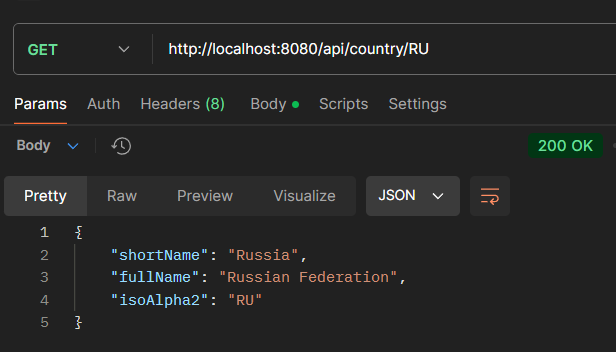 GET http://localhost:8080/api/country/RU
Params Auth Headers (8) Body Scripts Settings
Body 200 OK
Pretty Raw Preview Visualize JSON
1 {
2 "shortName": "Russia",
3 "fullName": "Russian Federation",
4 "isoAlpha2": "RU"
5 }